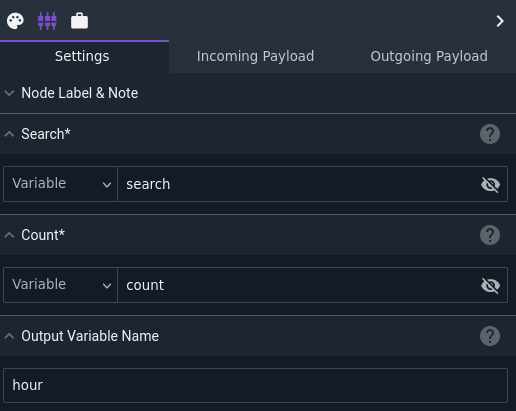 Settings
Incoming Payload
Outgoing Payload
Node Label & Note
Search*
Variable
search
Count*
Variable
count
Output Variable Name
hour